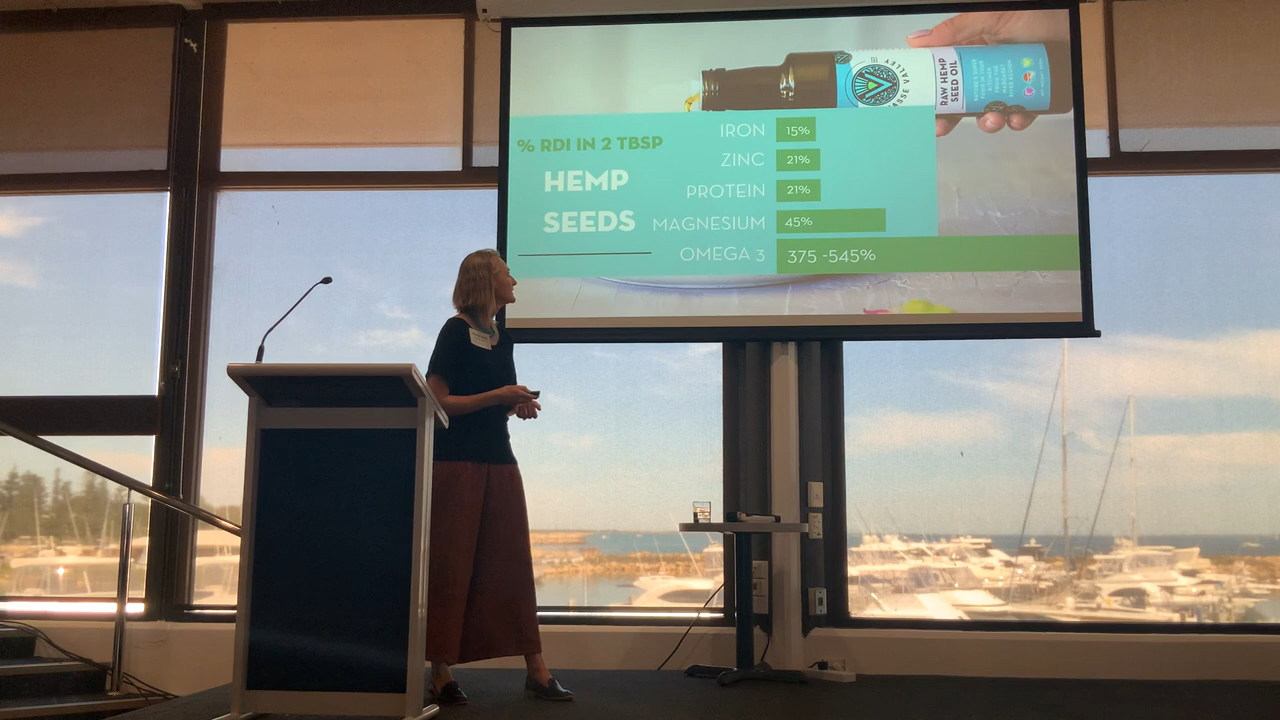 RAW HEMP
SEED OIL
% RDI IN 2 TBSP
HEMP
SEEDS
IRON 15%
ZINC 21%
PROTEIN 21%
MAGNESIUM 45%
OMEGA 3 375 -545%